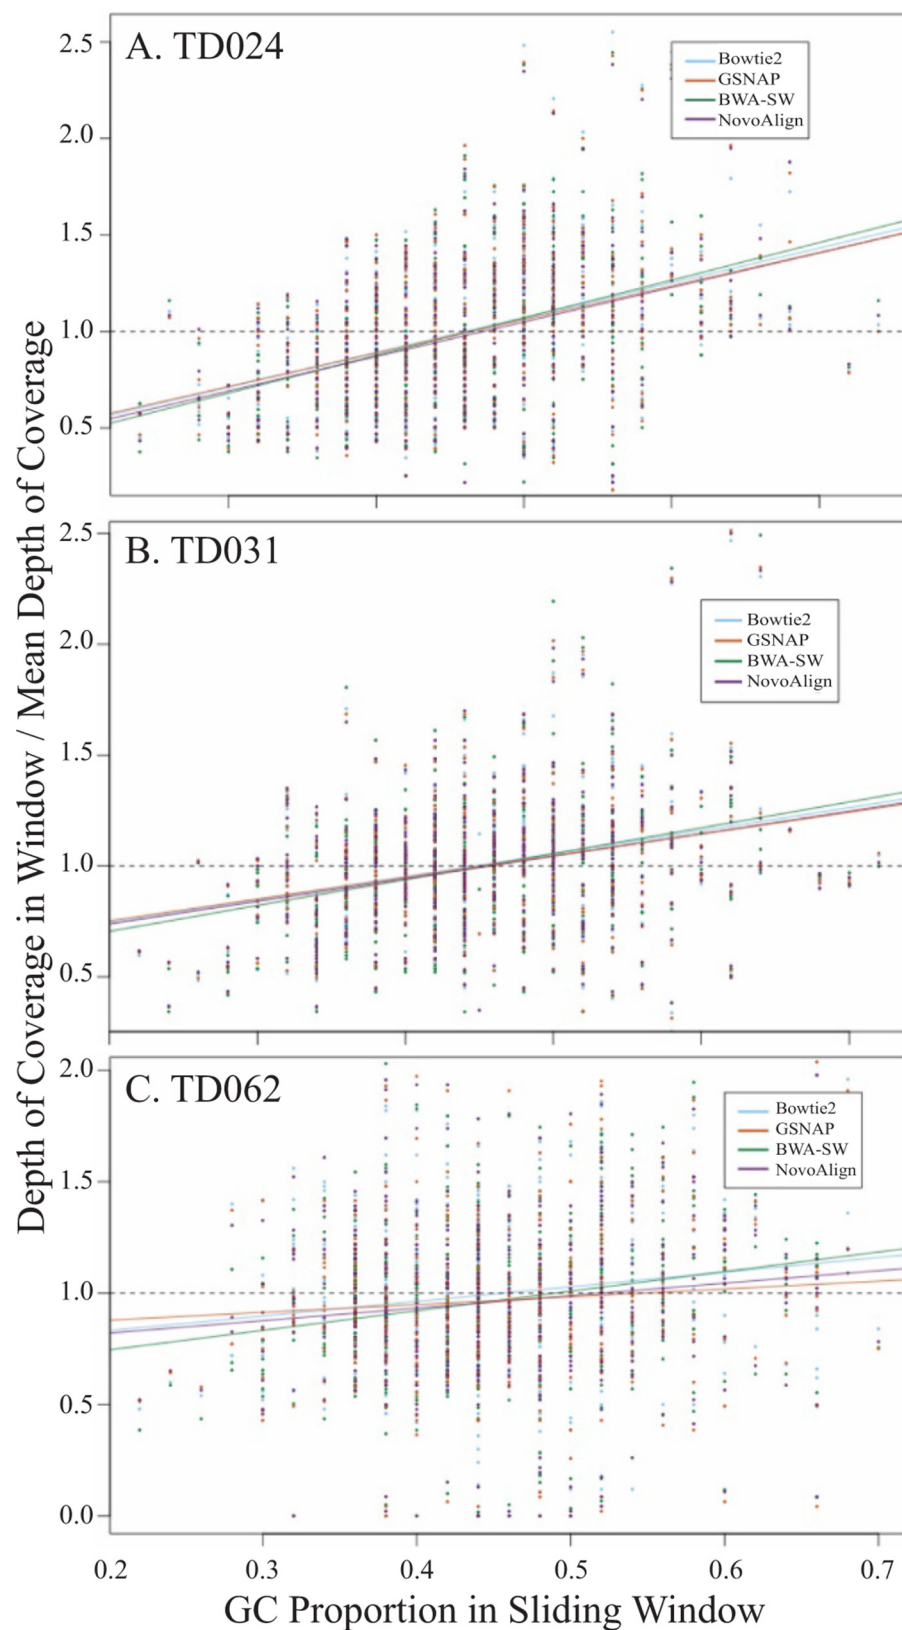 Depth of Coverage in Window / Mean Depth of Coverage
A. TD024
2.5
2.0
1.5
1.0
0.5
Bowtie2
GSNAP
BWA-SW
NovoAlign
B. TD031
2.5
2.0
1.5
1.0
0.5
Bowtie2
GSNAP
BWA-SW
NovoAlign
C. TD062
2.0
1.5
1.0
0.5
0.0
Bowtie2
GSNAP
BWA-SW
NovoAlign
0.2 0.3 0.4 0.5 0.6 0.7
GC Proportion in Sliding Window